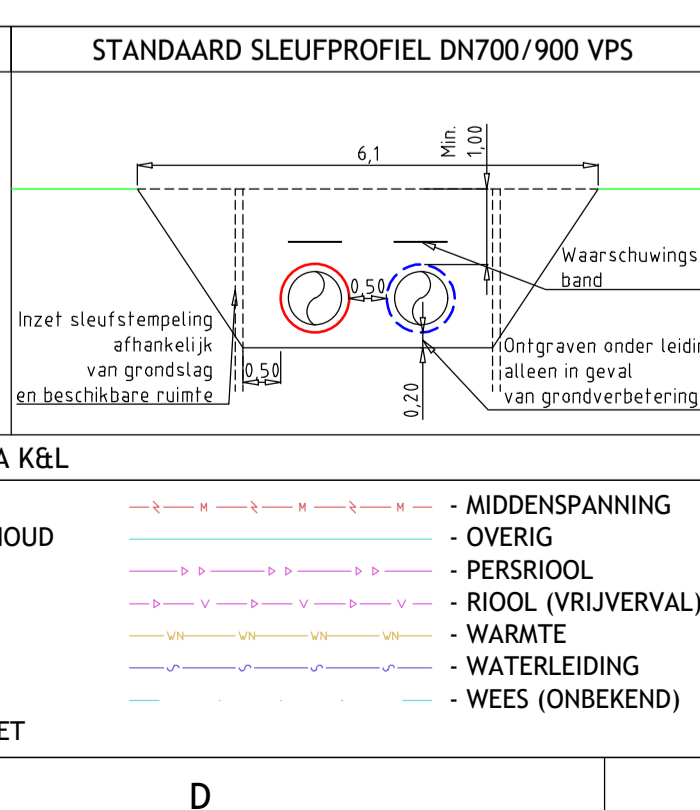 STANDAARD SLEUFPROFIEL DN700/900 VPS
6,1
Min.
1,00
Waarschuwings
band
0,50
Inzet sleufstempeling
afhankelijk
van grondslag
en beschikbare ruimte
0,50
0,20
Ontgraven onder leidin
alleen in geval
van grondverbetering
A K&L
M M M - MIDDENSPANNING
HOUD
- OVERIG
- PERSRIOOL
V V V - RIOOL (VRIJVERVAL)
WN WN WN WN - WARMTE
- WATERLEIDING
- WEES (ONBEKEND)
ET
D